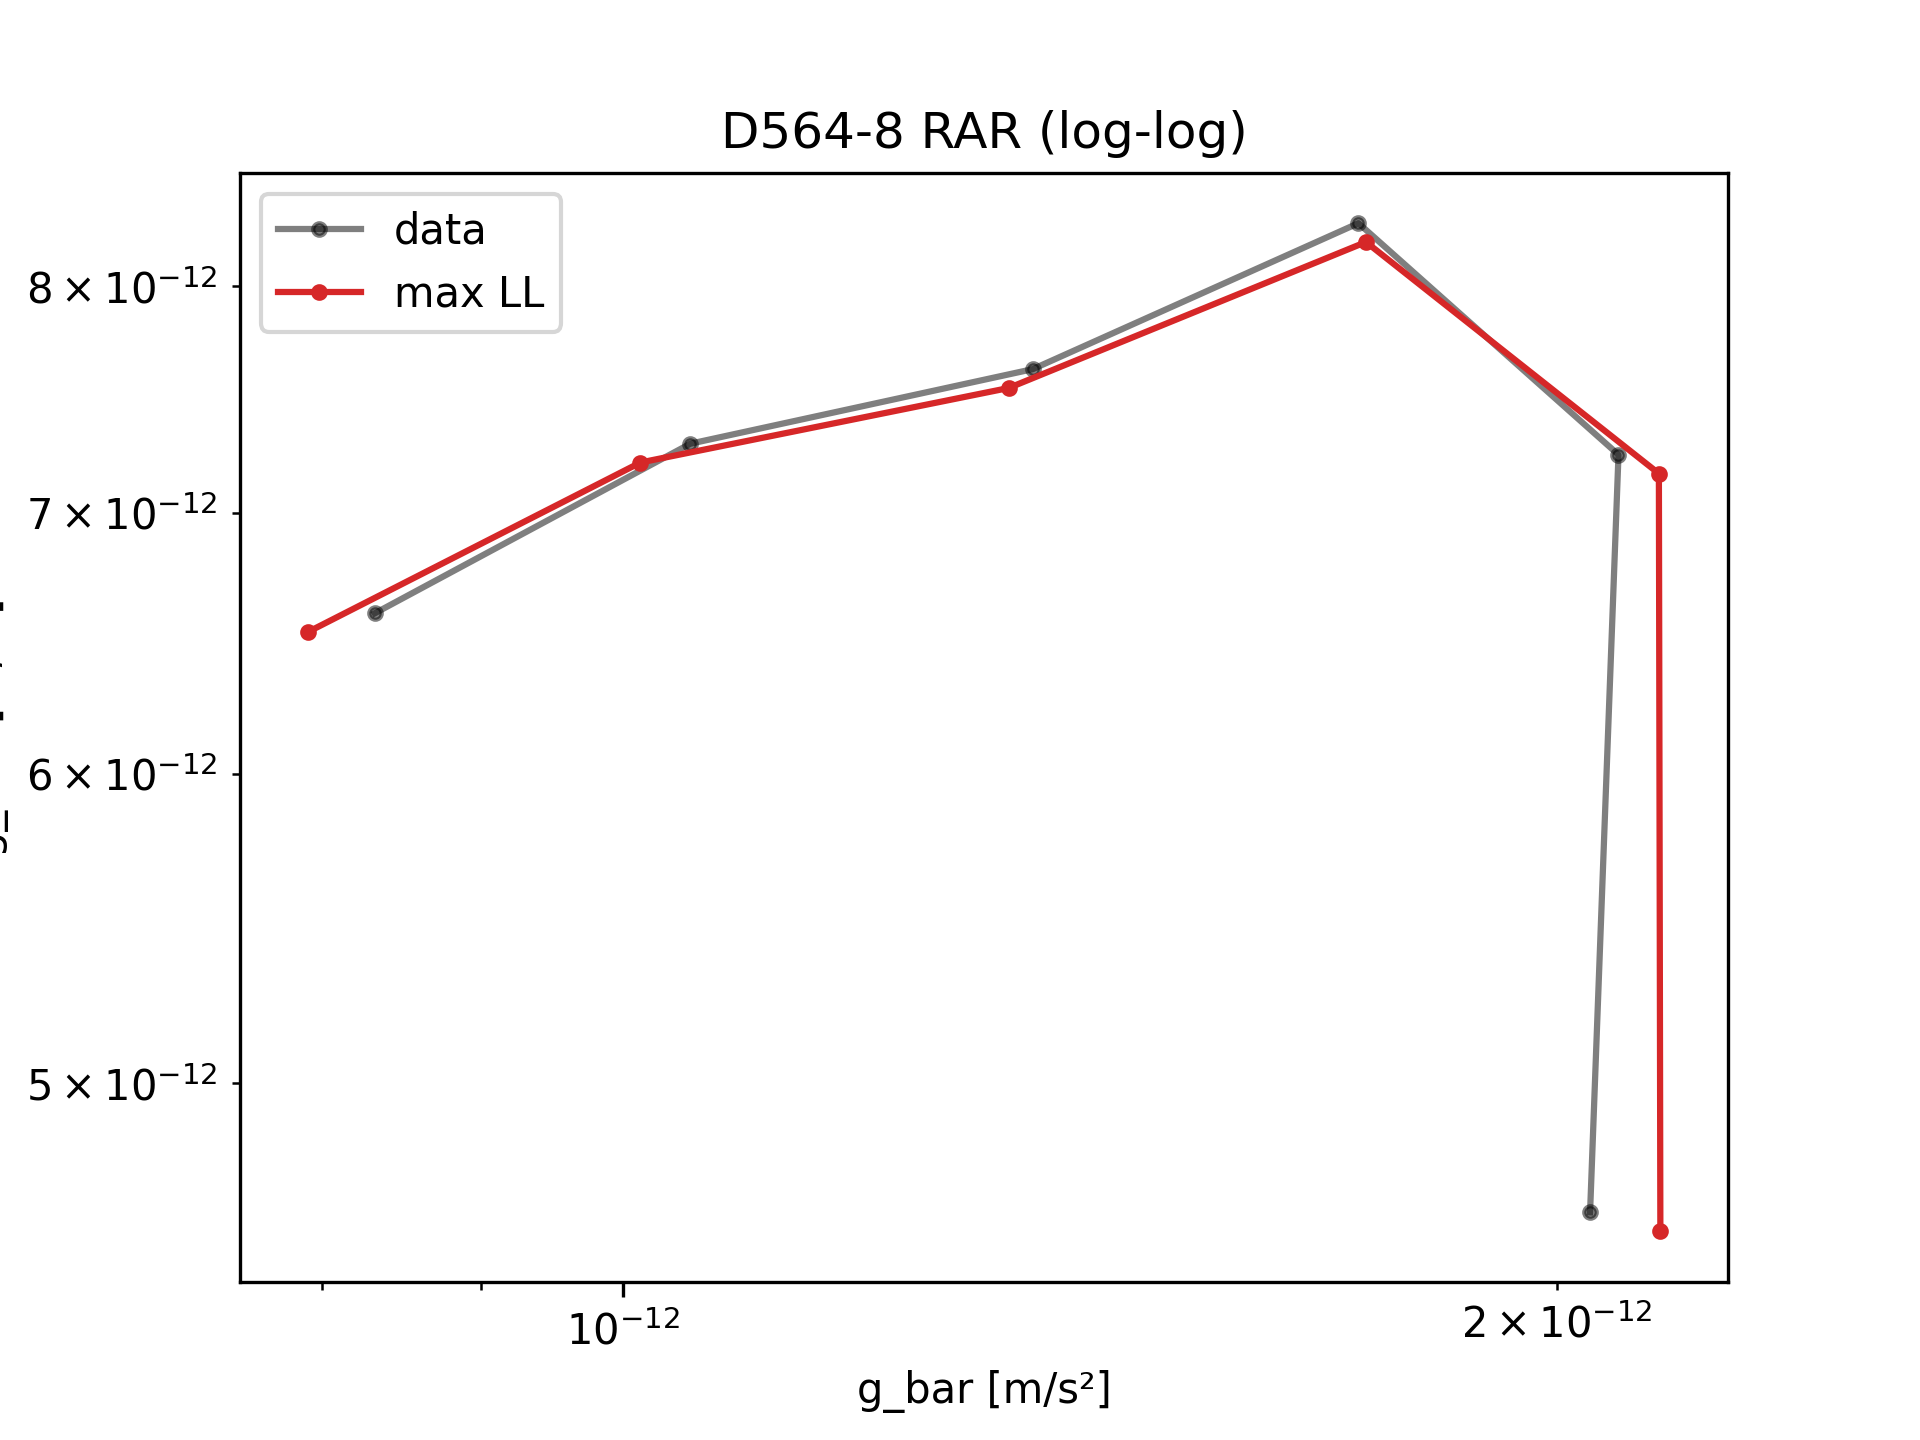 D564-8 RAR (log-log)
data
max LL
8 × 10⁻¹²
7 × 10⁻¹²
6 × 10⁻¹²
5 × 10⁻¹²
10⁻¹²
2 × 10⁻¹²
g_bar [m/s²]